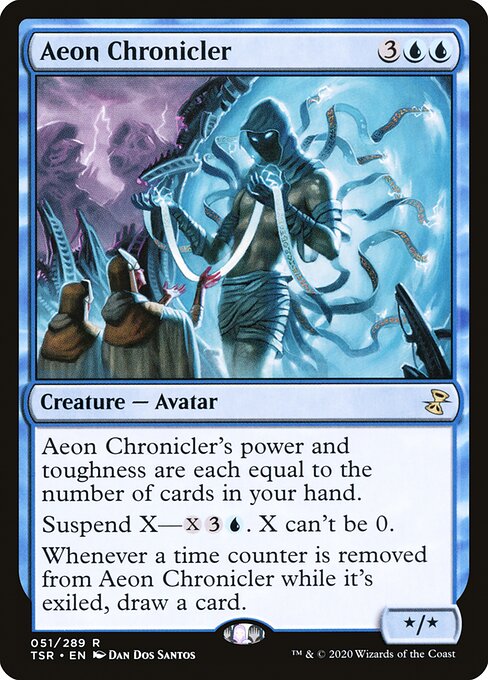 Aeon Chronicler 3
Creature — Avatar
Aeon Chronicler's power and
toughness are each equal to the
number of cards in your hand.
Suspend X—X3. X can't be 0.
Whenever a time counter is removed
from Aeon Chronicler while it's
exiled, draw a card.
*/*
051/289 R
TSR • EN Dan Dos Santos
™ & © 2020 Wizards of the Coast